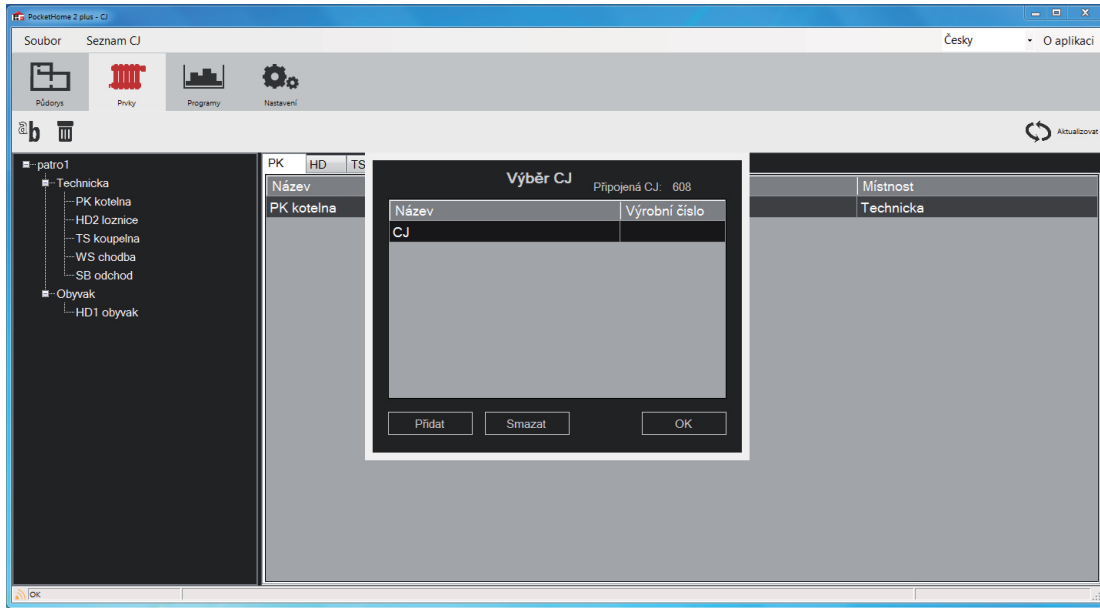 PocketHome 2 plus - CJ
Soubor Seznam CJ Česky O aplikaci
Půdorys Prvky Programy Nastavení
ab Aktualizovat
patro1
Technicka
PK kotelna
HD2 loznice
TS koupelna
WS chodba
SB odchod
Obyvak
HD1 obyvak
PK HD TS
Název Místnost
PK kotelna Technicka
Výběr CJ Připojená CJ: 608
Název Výrobní číslo
CJ
Přidat Smazat OK
OK